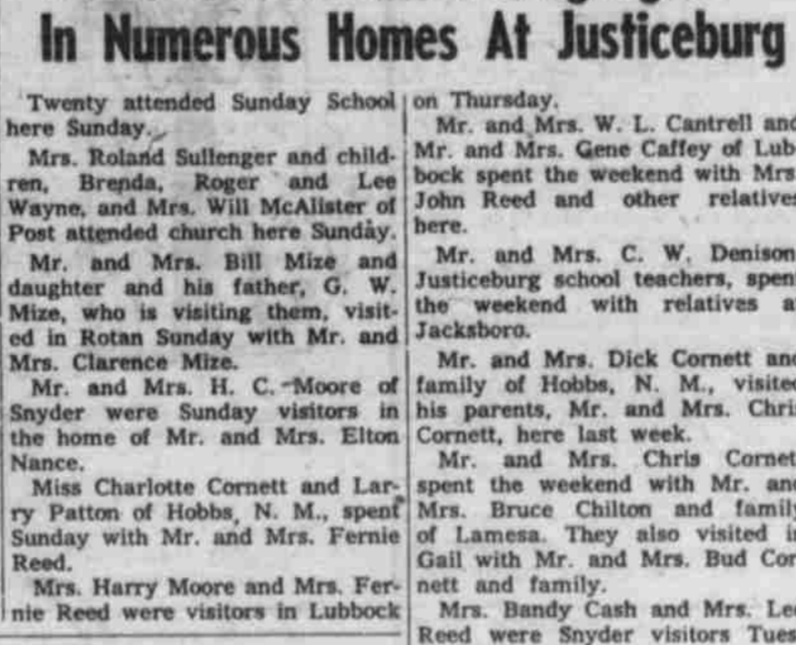 In Numerous Homes At Justiceburg
Twenty attended Sunday School
here Sunday.
Mrs. Roland Sullenger and child-
ren, Brenda, Roger and Lee
Wayne, and Mrs. Will McAlister of
Post attended church here Sunday.
Mr. and Mrs. Bill Mize and
daughter and his father, G. W.
Mize, who is visiting them, visit-
ed in Rotan Sunday with Mr. and
Mrs. Clarence Mize.
Mr. and Mrs. H. C. Moore of
Snyder were Sunday visitors in
the home of Mr. and Mrs. Elton
Nance.
Miss Charlotte Cornett and Lar-
ry Patton of Hobbs, N. M., spent
Sunday with Mr. and Mrs. Fernie
Reed.
Mrs. Harry Moore and Mrs. Fer-
nie Reed were visitors in Lubbock
on Thursday.
Mr. and Mrs. W. L. Cantrell and
Mr. and Mrs. Gene Caffey of Lub-
bock spent the weekend with Mrs.
John Reed and other relatives
here.
Mr. and Mrs. C. W. Denison,
Justiceburg school teachers, spent
the weekend with relatives at
Jacksboro.
Mr. and Mrs. Dick Cornett and
family of Hobbs, N. M., visited
his parents, Mr. and Mrs. Chris
Cornett, here last week.
Mr. and Mrs. Chris Cornett
spent the weekend with Mr. and
Mrs. Bruce Chilton and family
of Lamesa. They also visited in
Gail with Mr. and Mrs. Bud Cor-
nett and family.
Mrs. Bandy Cash and Mrs. Lee
Reed were Snyder visitors Tues-